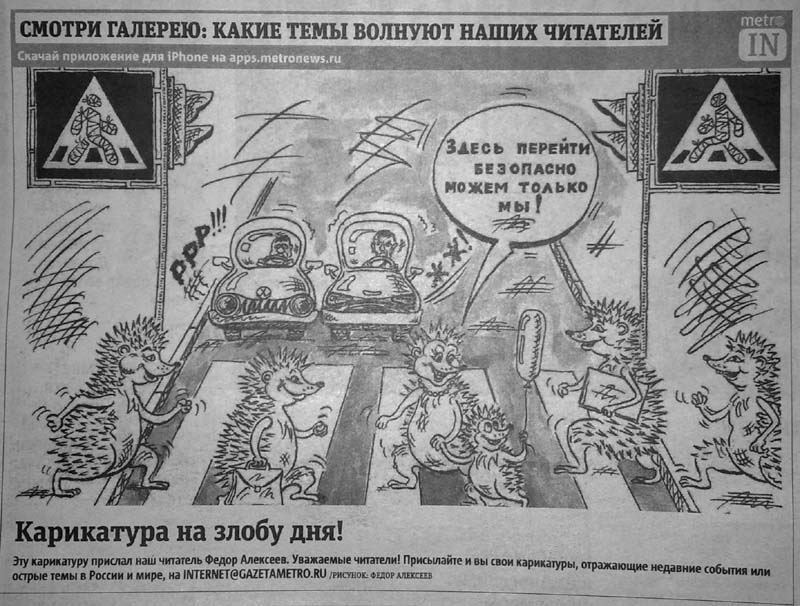 СМОТРИ ГАЛЕРЕЮ: КАКИЕ ТЕМЫ ВОЛНУЮТ НАШИХ ЧИТАТЕЛЕЙ
metro
IN
Скачай приложение для iPhone на apps.metronews.ru
ЗДЕСЬ ПЕРЕЙТИ
БЕЗОПАСНО
МОЖЕМ ТОЛЬКО
МЫ!
РРР!!!
**!
Карикатура на злобу дня!
Эту карикатуру прислал наш читатель Федор Алексеев. Уважаемые читатели! Присылайте и вы свои карикатуры, отражающие недавние события или
острые темы в России и мире, на INTERNET@GAZETAMETRO.RU /РИСУНОК: ФЕДОР АЛЕКСЕЕВ